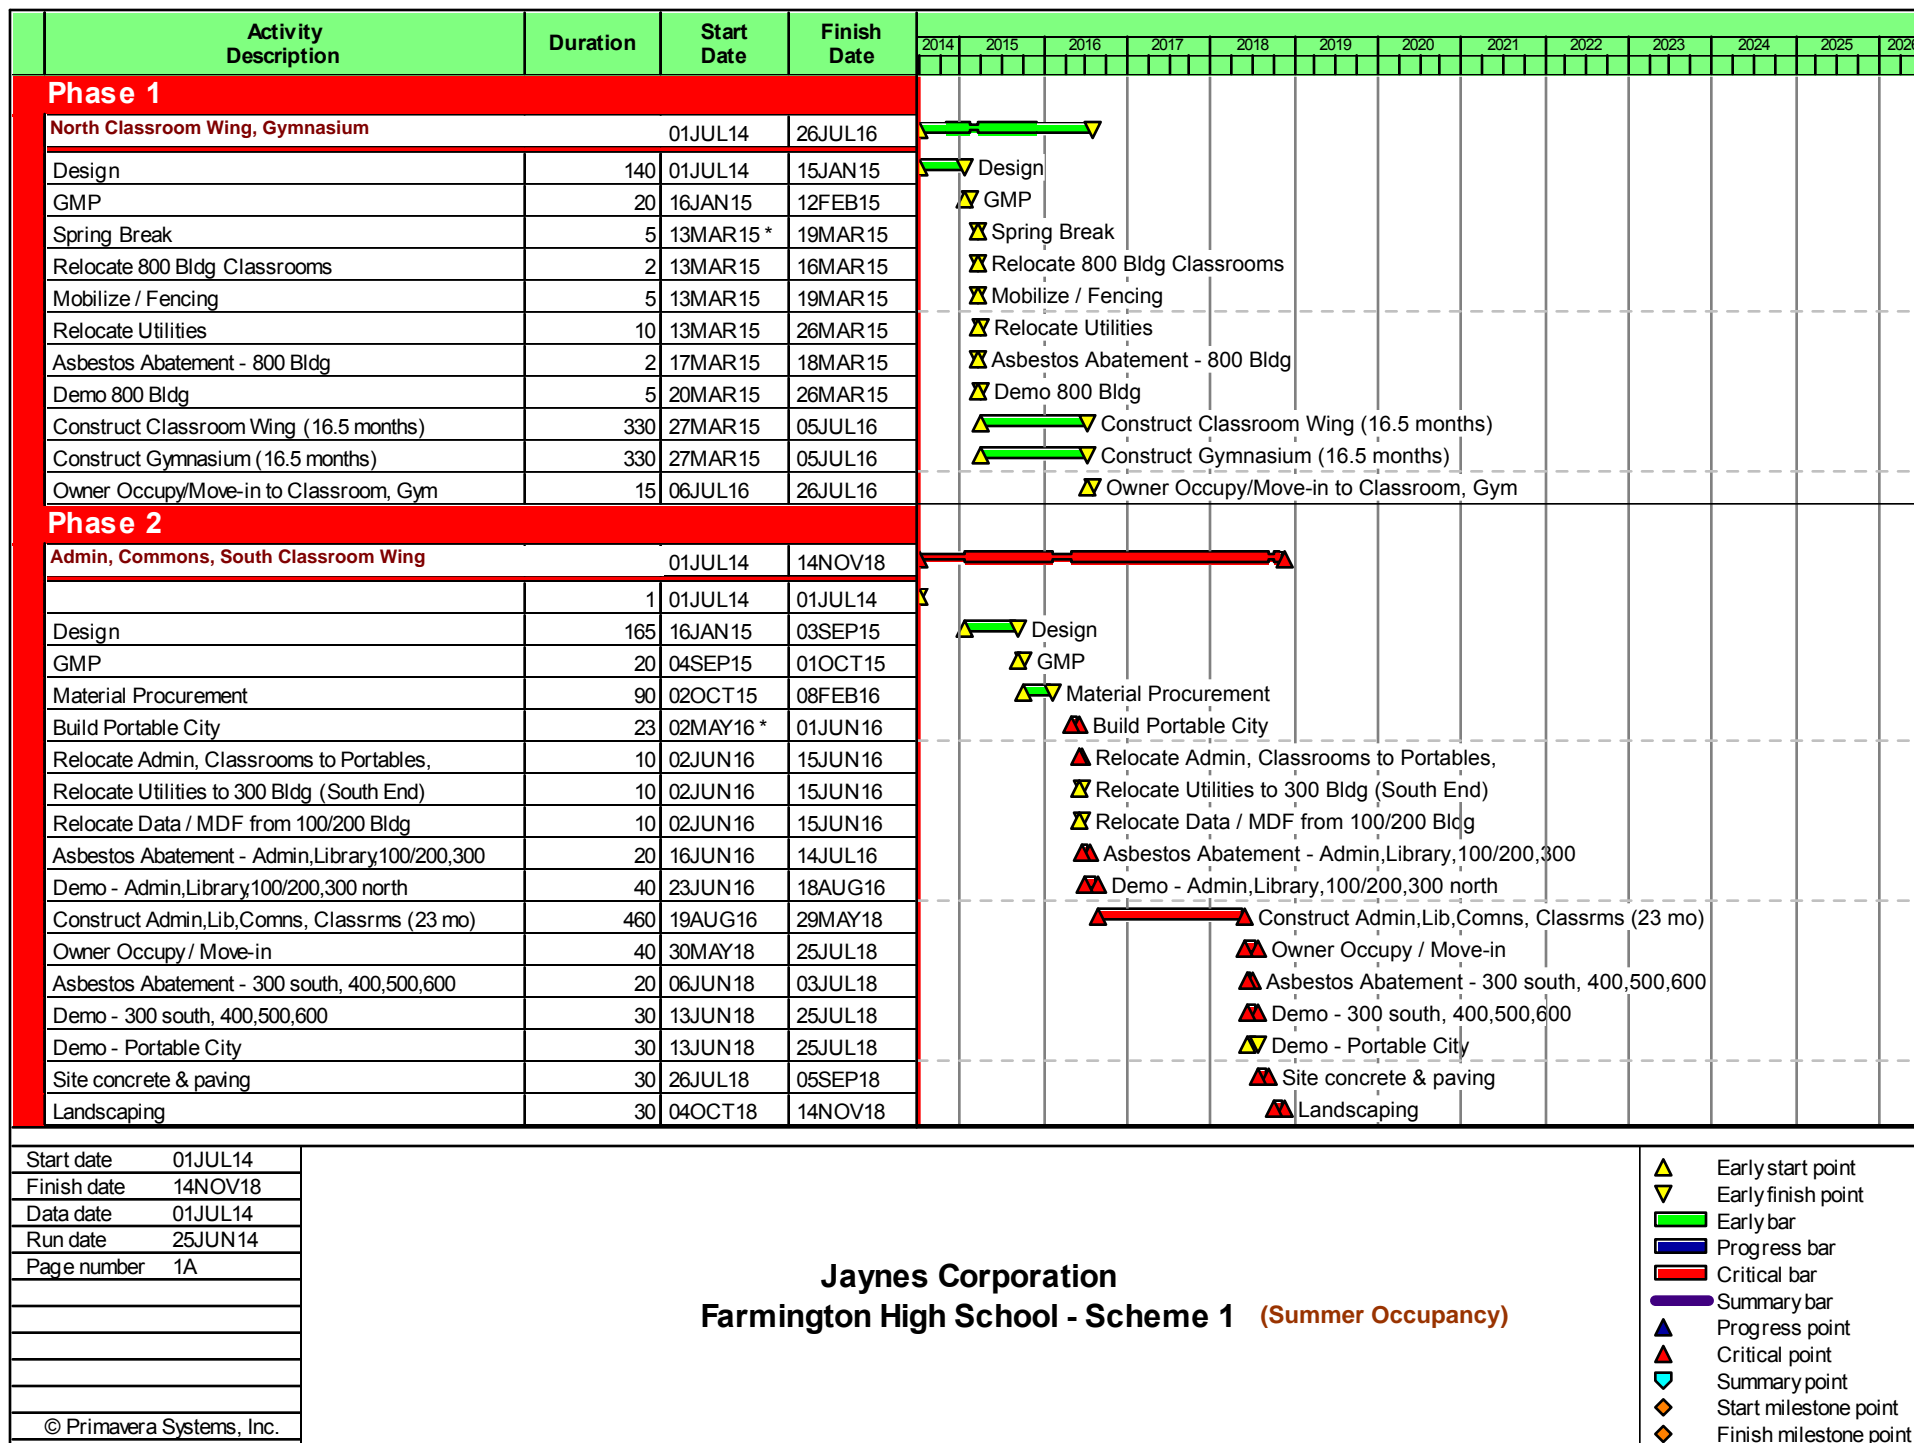 Activity Description Duration Start Date Finish Date
2014 2015 2016 2017 2018 2019 2020 2021 2022 2023 2024 2025 2026
Phase 1
North Classroom Wing, Gymnasium 01JUL14 26JUL16
Design 140 01JUL14 15JAN15 Design
GMP 20 16JAN15 12FEB15 GMP
Spring Break 5 13MAR15 * 19MAR15 Spring Break
Relocate 800 Bldg Classrooms 2 13MAR15 16MAR15 Relocate 800 Bldg Classrooms
Mobilize / Fencing 5 13MAR15 19MAR15 Mobilize / Fencing
Relocate Utilities 10 13MAR15 26MAR15 Relocate Utilities
Asbestos Abatement - 800 Bldg 2 17MAR15 18MAR15 Asbestos Abatement - 800 Bldg
Demo 800 Bldg 5 20MAR15 26MAR15 Demo 800 Bldg
Construct Classroom Wing (16.5 months) 330 27MAR15 05JUL16 Construct Classroom Wing (16.5 months)
Construct Gymnasium (16.5 months) 330 27MAR15 05JUL16 Construct Gymnasium (16.5 months)
Owner Occupy/Move-in to Classroom, Gym 15 06JUL16 26JUL16 Owner Occupy/Move-in to Classroom, Gym
Phase 2
Admin, Commons, South Classroom Wing 01JUL14 14NOV18
1 01JUL14 01JUL14
Design 165 16JAN15 03SEP15 Design
GMP 20 04SEP15 01OCT15 GMP
Material Procurement 90 02OCT15 08FEB16 Material Procurement
Build Portable City 23 02MAY16 * 01JUN16 Build Portable City
Relocate Admin, Classrooms to Portables, 10 02JUN16 15JUN16 Relocate Admin, Classrooms to Portables,
Relocate Utilities to 300 Bldg (South End) 10 02JUN16 15JUN16 Relocate Utilities to 300 Bldg (South End)
Relocate Data / MDF from 100/200 Bldg 10 02JUN16 15JUN16 Relocate Data / MDF from 100/200 Bldg
Asbestos Abatement - Admin,Library,100/200,300 20 16JUN16 14JUL16 Asbestos Abatement - Admin,Library,100/200,300
Demo - Admin,Library,100/200,300 north 40 23JUN16 18AUG16 Demo - Admin,Library,100/200,300 north
Construct Admin,Lib,Comns, Classrms (23 mo) 460 19AUG16 29MAY18 Construct Admin,Lib,Comns, Classrms (23 mo)
Owner Occupy / Move-in 40 30MAY18 25JUL18 Owner Occupy / Move-in
Asbestos Abatement - 300 south, 400,500,600 20 06JUN18 03JUL18 Asbestos Abatement - 300 south, 400,500,600
Demo - 300 south, 400,500,600 30 13JUN18 25JUL18 Demo - 300 south, 400,500,600
Demo - Portable City 30 13JUN18 25JUL18 Demo - Portable City
Site concrete & paving 30 26JUL18 05SEP18 Site concrete & paving
Landscaping 30 04OCT18 14NOV18 Landscaping
Start date 01JUL14
Finish date 14NOV18
Data date 01JUL14
Run date 25JUN14
Page number 1A
© Primavera Systems, Inc.
Jaynes Corporation
Farmington High School - Scheme 1 (Summer Occupancy)
Early start point
Early finish point
Early bar
Progress bar
Critical bar
Summary bar
Progress point
Critical point
Summary point
Start milestone point
Finish milestone point